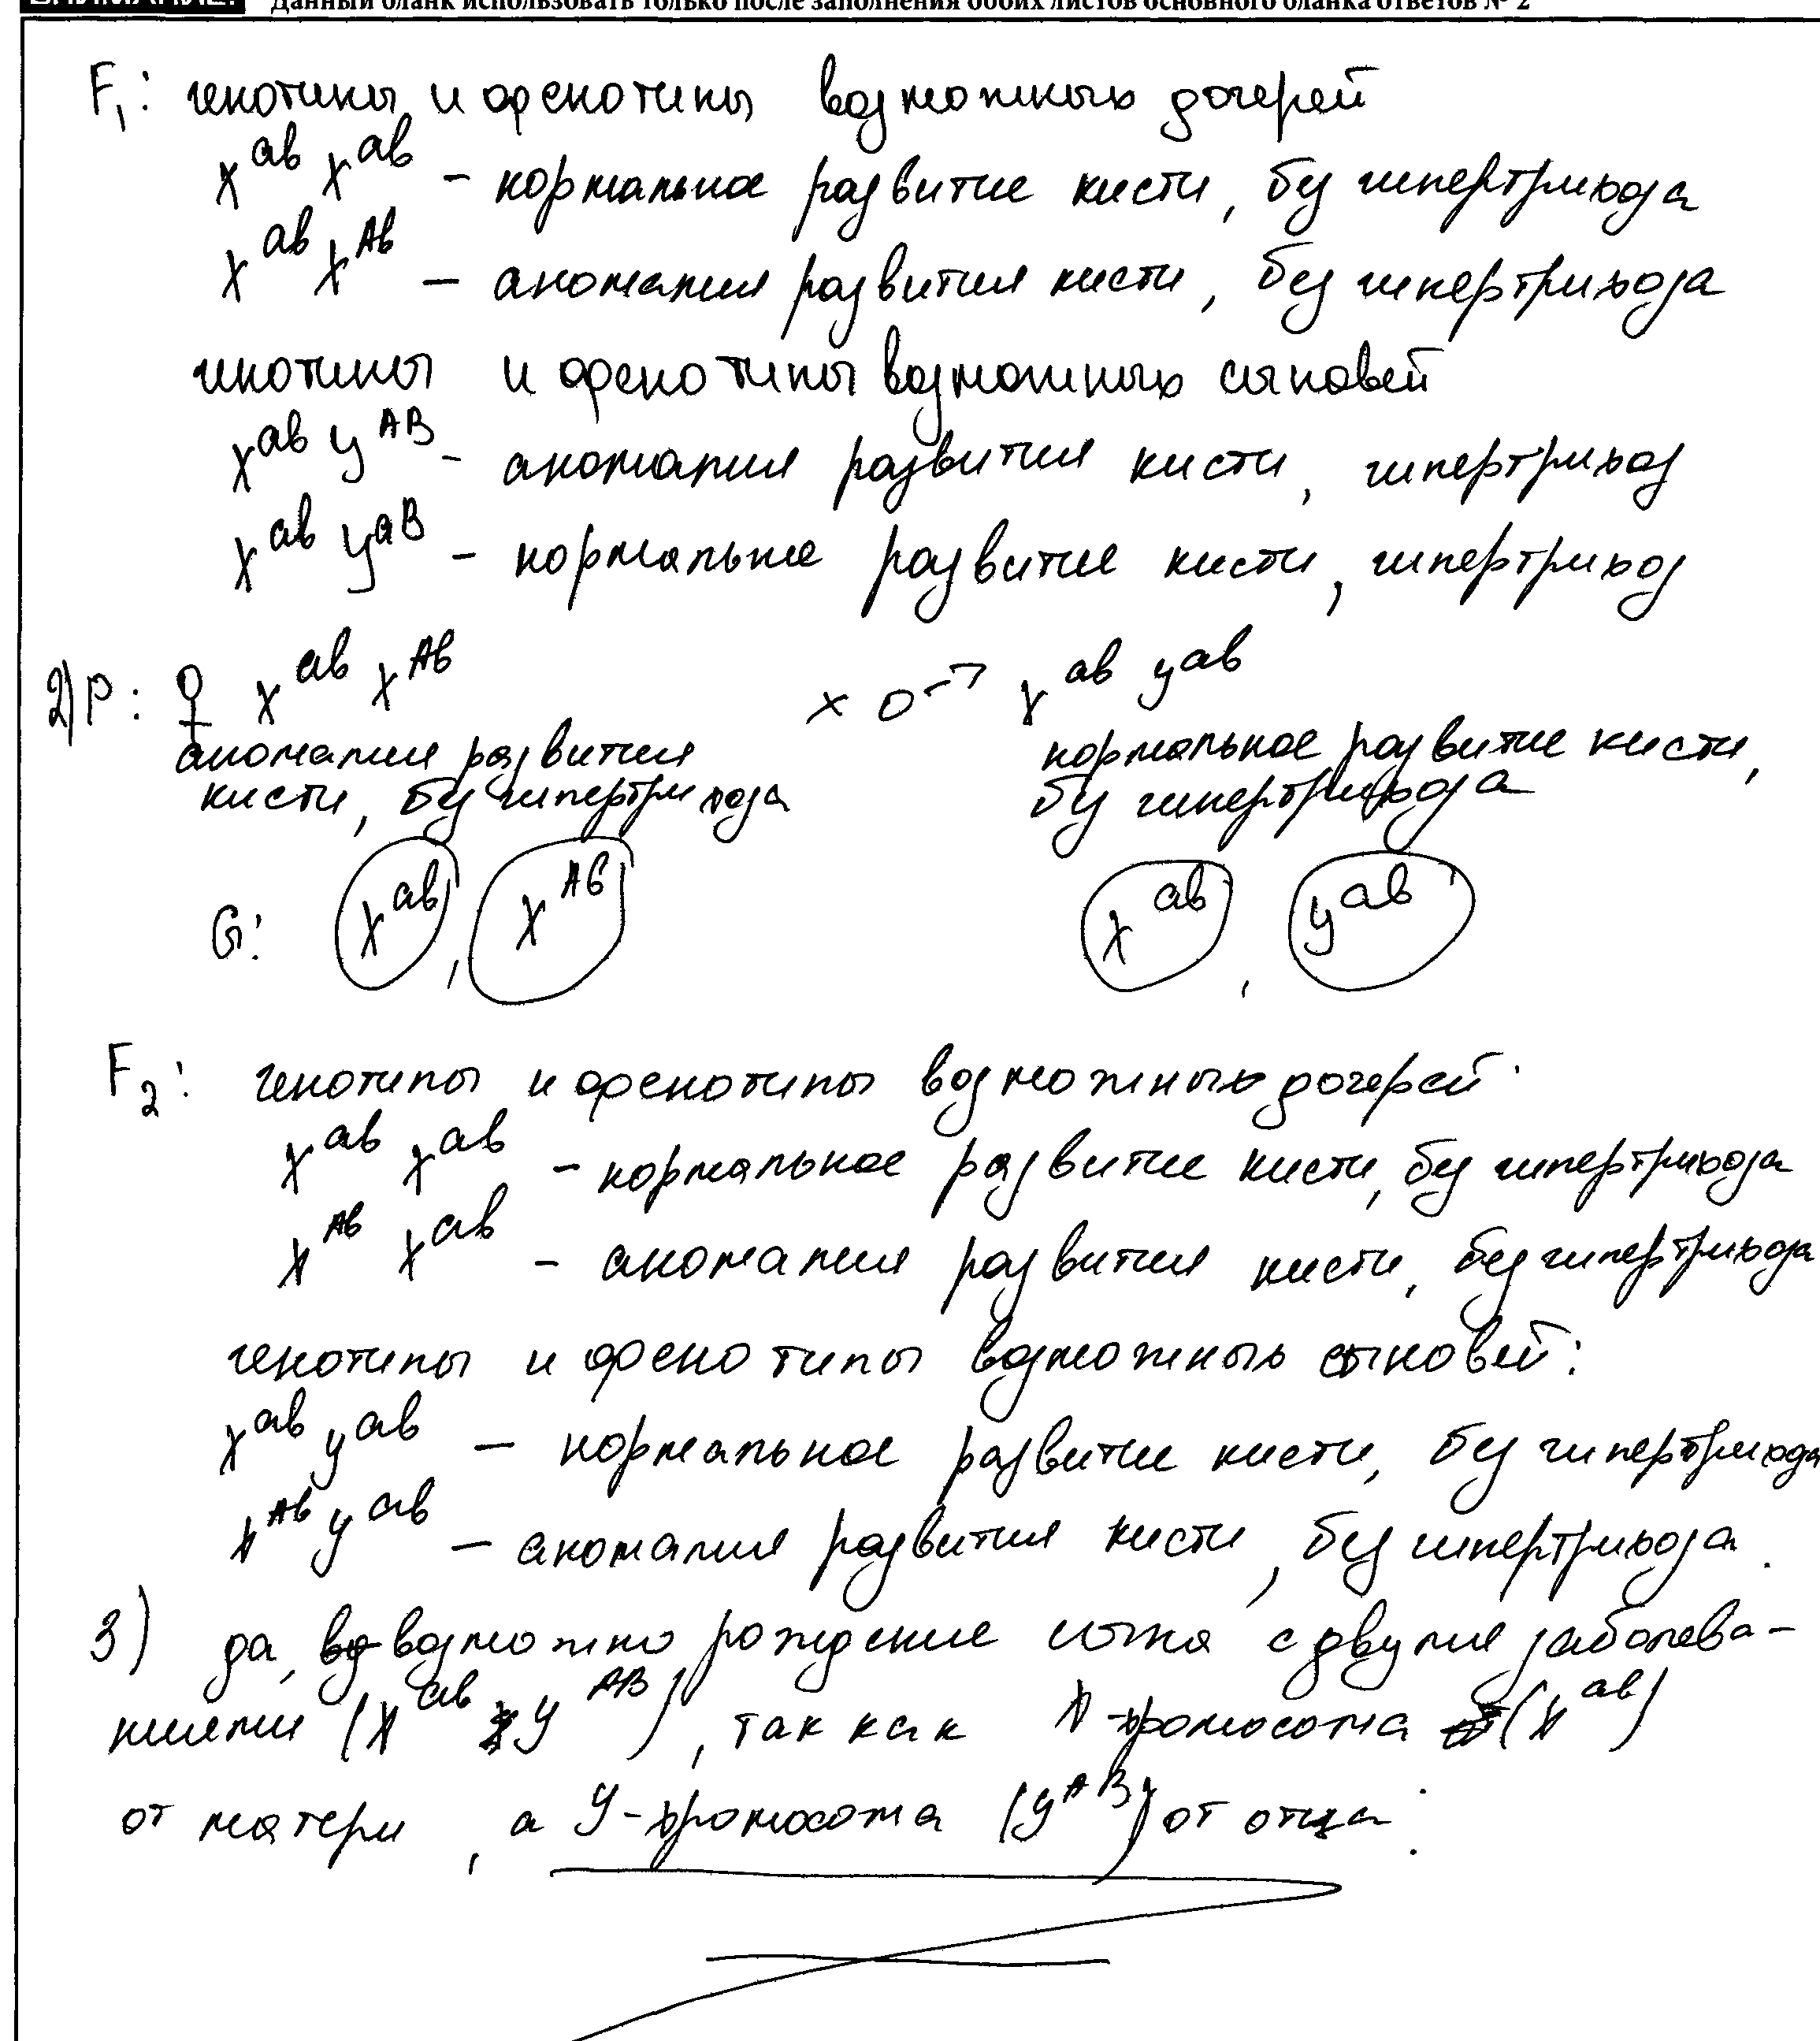 Данный бланк использовать только после заполнения обоих листов основного бланка ответов № 2
F₁: генотипы и фенотипы возможных дочерей
X^ab X^ab – нормальное развитие кисти, без гипертрихоза
X^ab X^Ab – аномалия развития кисти, без гипертрихоза
генотипы и фенотипы возможных сыновей
X^ab Y^AB – аномалия развития кисти, гипертрихоз
X^ab Y^aB – нормальное развитие кисти, гипертрихоз
2) P: ♀ X^ab X^Ab × ♂ X^ab Y^ab
аномалия развития нормальное развитие кисти,
кисти, без гипертрихоза без гипертрихоза
G: X^ab, X^Ab X^ab, Y^ab
F₂: генотипы и фенотипы возможных дочерей:
X^ab X^ab – нормальное развитие кисти, без гипертрихоза
X^Ab X^ab – аномалия развития кисти, без гипертрихоза
генотипы и фенотипы возможных сыновей:
X^ab Y^ab – нормальное развитие кисти, без гипертрихода
X^Ab Y^ab – аномалия развития кисти, без гипертрихоза.
3) да, возможно рождение сына с двумя заболева-
ниями (X^ab Y^AB), так как X-хромосома (X^ab)
от матери, а Y-хромосома (Y^AB) от отца.